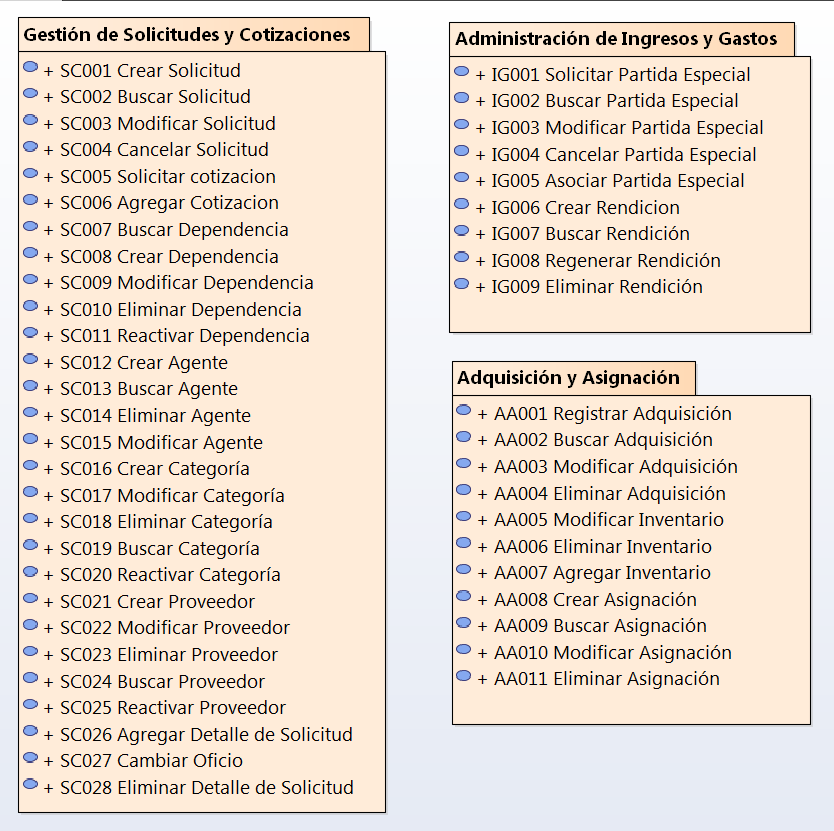 Gestión de Solicitudes y Cotizaciones
+ SC001 Crear Solicitud
+ SC002 Buscar Solicitud
+ SC003 Modificar Solicitud
+ SC004 Cancelar Solicitud
+ SC005 Solicitar cotizacion
+ SC006 Agregar Cotizacion
+ SC007 Buscar Dependencia
+ SC008 Crear Dependencia
+ SC009 Modificar Dependencia
+ SC010 Eliminar Dependencia
+ SC011 Reactivar Dependencia
+ SC012 Crear Agente
+ SC013 Buscar Agente
+ SC014 Eliminar Agente
+ SC015 Modificar Agente
+ SC016 Crear Categoría
+ SC017 Modificar Categoría
+ SC018 Eliminar Categoría
+ SC019 Buscar Categoría
+ SC020 Reactivar Categoría
+ SC021 Crear Proveedor
+ SC022 Modificar Proveedor
+ SC023 Eliminar Proveedor
+ SC024 Buscar Proveedor
+ SC025 Reactivar Proveedor
+ SC026 Agregar Detalle de Solicitud
+ SC027 Cambiar Oficio
+ SC028 Eliminar Detalle de Solicitud
Administración de Ingresos y Gastos
+ IG001 Solicitar Partida Especial
+ IG002 Buscar Partida Especial
+ IG003 Modificar Partida Especial
+ IG004 Cancelar Partida Especial
+ IG005 Asociar Partida Especial
+ IG006 Crear Rendicion
+ IG007 Buscar Rendición
+ IG008 Regenerar Rendición
+ IG009 Eliminar Rendición
Adquisición y Asignación
+ AA001 Registrar Adquisición
+ AA002 Buscar Adquisición
+ AA003 Modificar Adquisición
+ AA004 Eliminar Adquisición
+ AA005 Modificar Inventario
+ AA006 Eliminar Inventario
+ AA007 Agregar Inventario
+ AA008 Crear Asignación
+ AA009 Buscar Asignación
+ AA010 Modificar Asignación
+ AA011 Eliminar Asignación